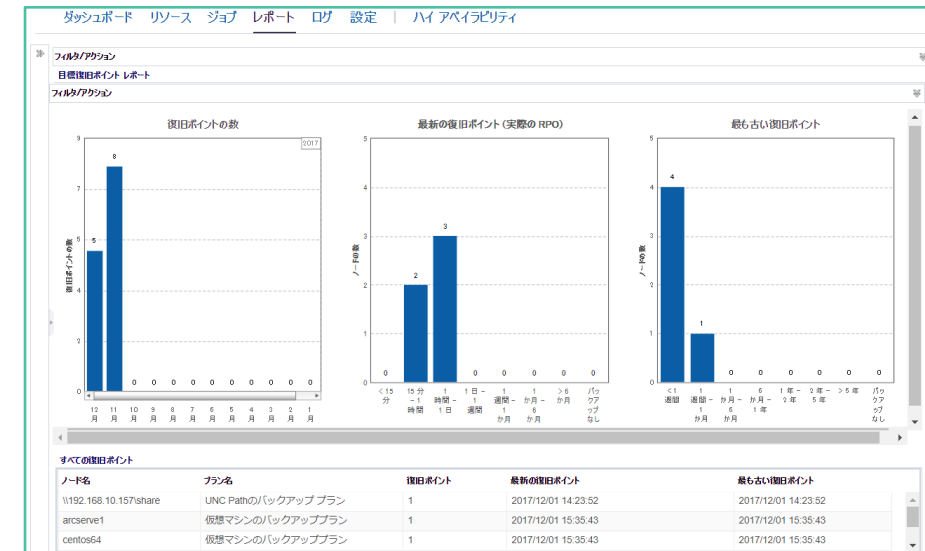 ダッシュボード リソース ジョブ レポート ログ 設定 | ハイ アベイラビリティ
フィルタ/アクション
目標復旧ポイント レポート
フィルタ/アクション
復旧ポイントの数
2017
復旧ポイントの数
9
7
5
4
2
0
5
8
0 0 0 0 0 0 0 0 0 0
12月 11月 10月 9月 8月 7月 6月 5月 4月 3月 2月 1月
最新の復旧ポイント (実際の RPO)
ノードの数
5
4
3
2
1
0
0 2 3 0 0 0 0 0
< 15 分
15 分 – 1 時間
1 時間 – 1 日
1 日 – 1 週間
1 週間 – 1 か月
1 か月 – 6 か月
> 6 か月
バックアップなし
最も古い復旧ポイント
ノードの数
5
4
3
2
1
0
4 1 0 0 0 0 0
< 1 週間
1 週間 – 1 か月
1 か月 – 6 か月
6 か月 – 1 年
1 年 – 2 年
2 年 – 5 年
> 5 年
バックアップなし
すべての復旧ポイント
ノード名 プラン名 復旧ポイント 最新の復旧ポイント 最も古い復旧ポイント
\\192.168.10.157\share UNC Pathのバックアップ プラン 1 2017/12/01 14:23:52 2017/12/01 14:23:52
arcserve1 仮想マシンのバックアッププラン 1 2017/12/01 15:35:43 2017/12/01 15:35:43
centos64 仮想マシンのバックアッププラン 1 2017/12/01 15:35:43 2017/12/01 15:35:43